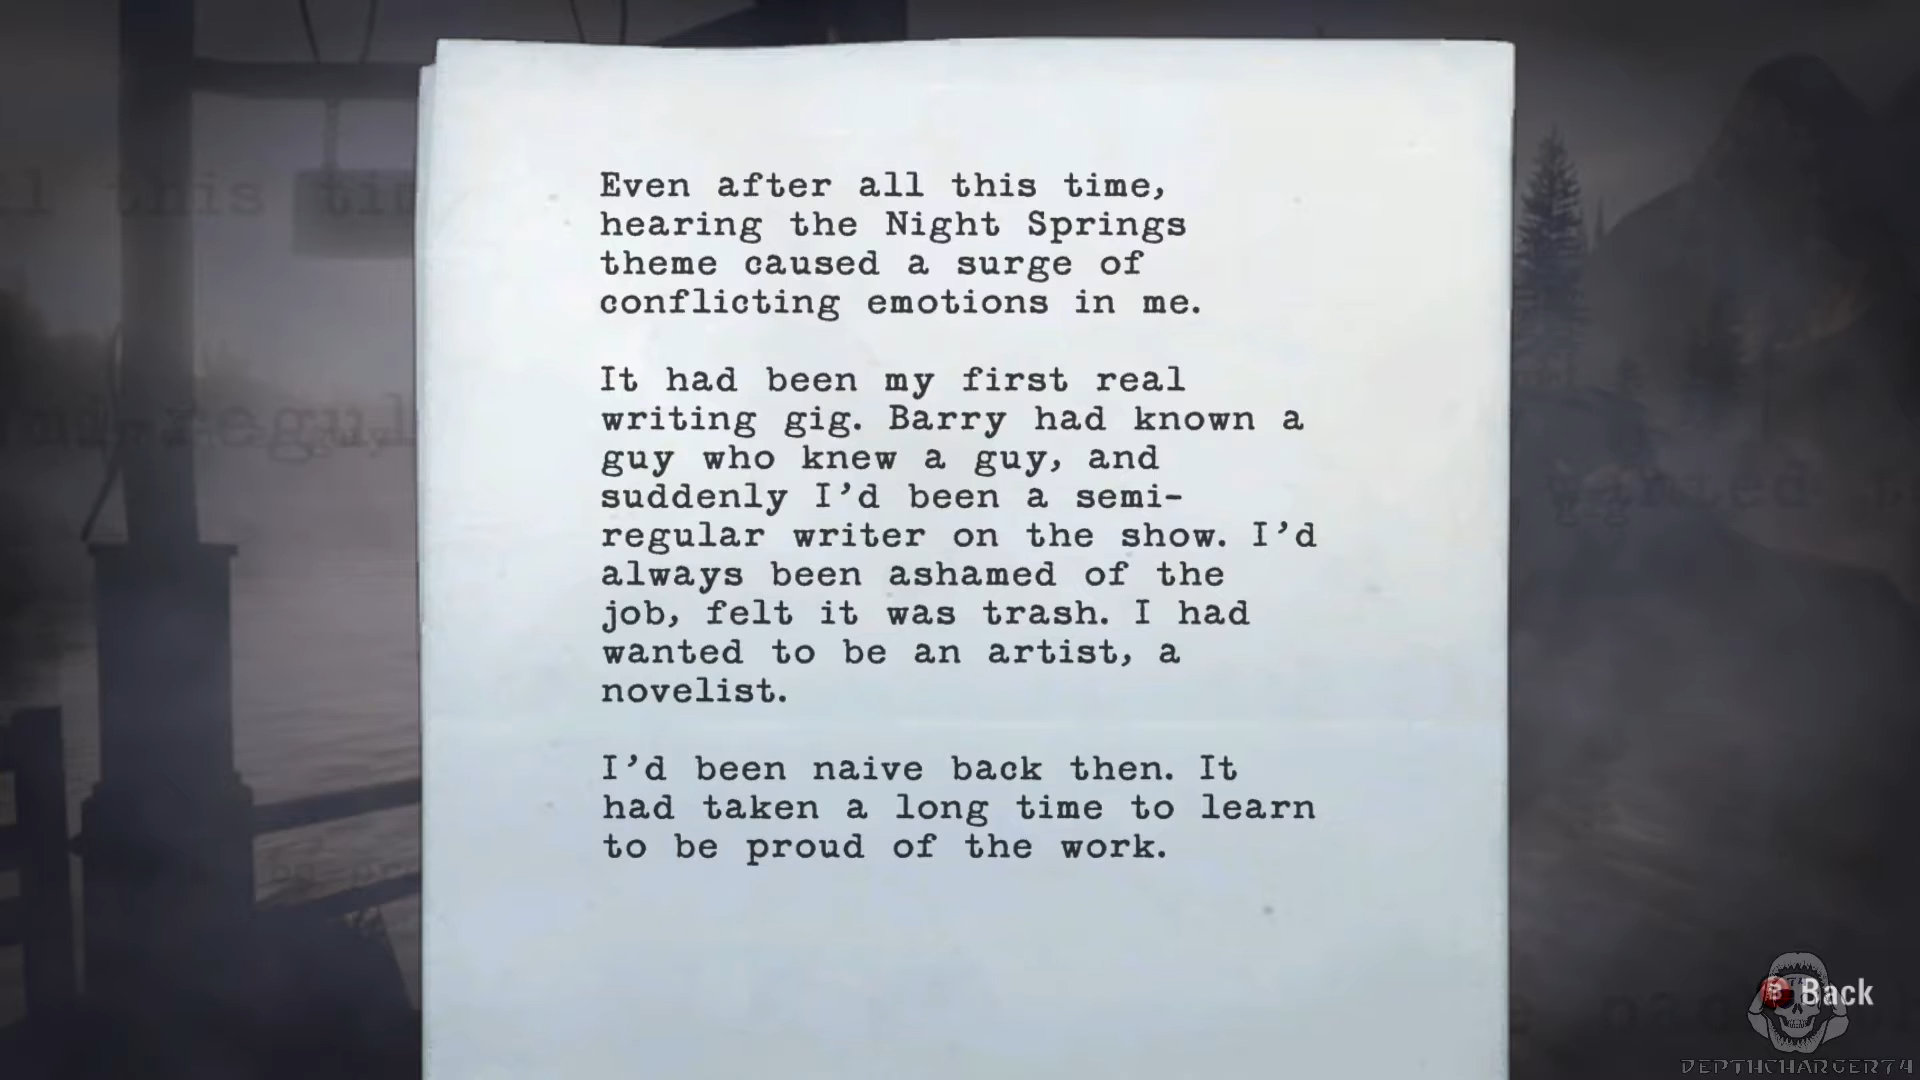 Even after all this time,
hearing the Night Springs
theme caused a surge of
conflicting emotions in me.
It had been my first real
writing gig. Barry had known a
guy who knew a guy, and
suddenly I'd been a semi-
regular writer on the show. I'd
always been ashamed of the
job, felt it was trash. I had
wanted to be an artist, a
novelist.
I'd been naive back then. It
had taken a long time to learn
to be proud of the work.
B Back
DEPTHCHARGER74